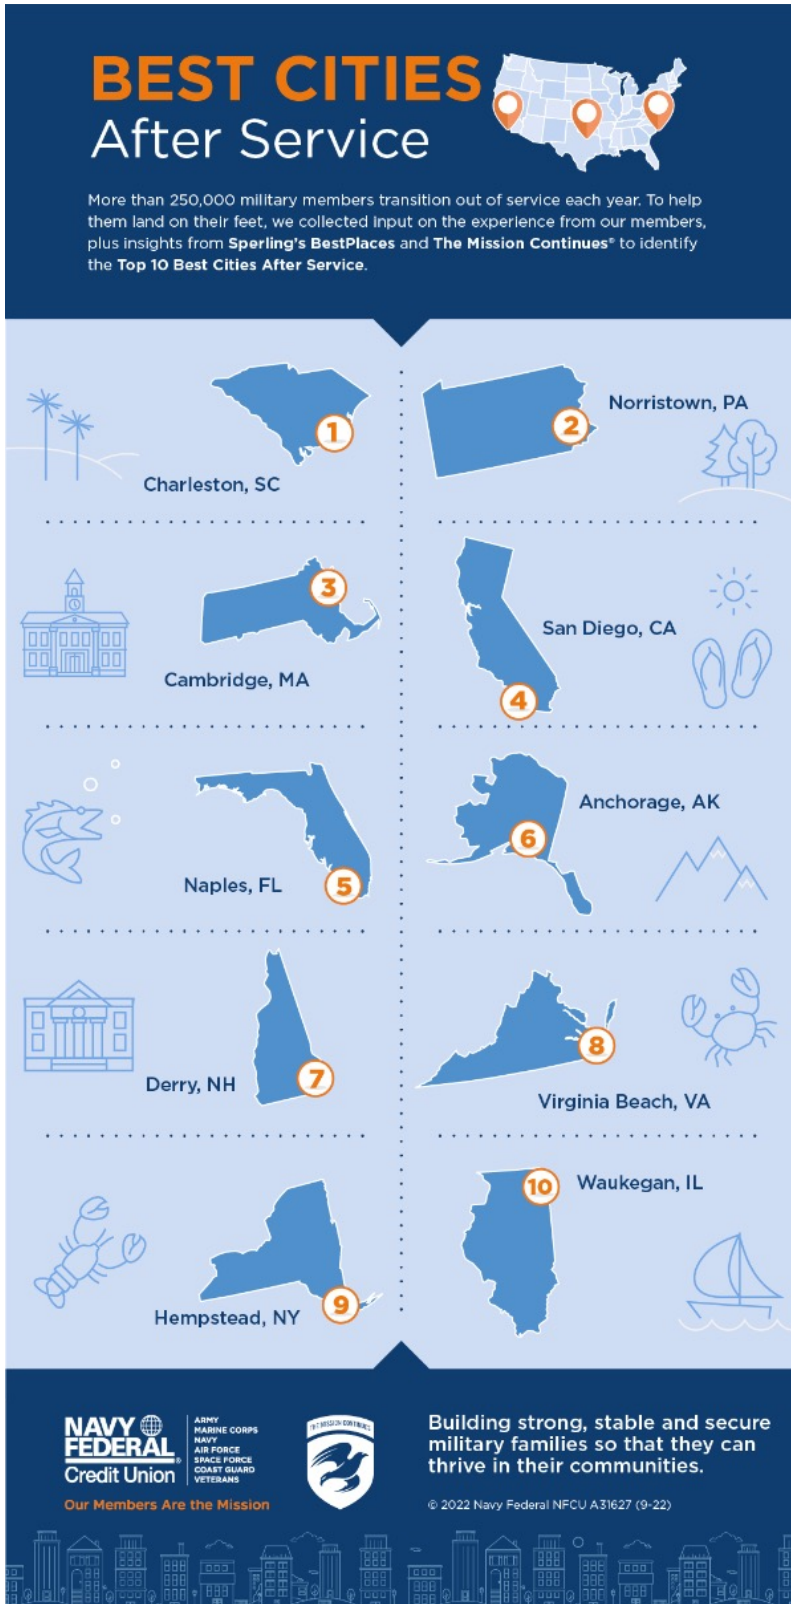 BEST CITIES
After Service
More than 250,000 military members transition out of service each year. To help
them land on their feet, we collected input on the experience from our members,
plus insights from Sperling's BestPlaces and The Mission Continues® to identify
the Top 10 Best Cities After Service.
1
Charleston, SC
2
Norristown, PA
3
Cambridge, MA
4
San Diego, CA
5
Naples, FL
6
Anchorage, AK
7
Derry, NH
8
Virginia Beach, VA
9
Hempstead, NY
10
Waukegan, IL
NAVY
FEDERAL®
Credit Union
ARMY
MARINE CORPS
NAVY
AIR FORCE
SPACE FORCE
COAST GUARD
VETERANS
Our Members Are the Mission
THE MISSION CONTINUES
Building strong, stable and secure
military families so that they can
thrive in their communities.
© 2022 Navy Federal NFCU A31627 (9-22)